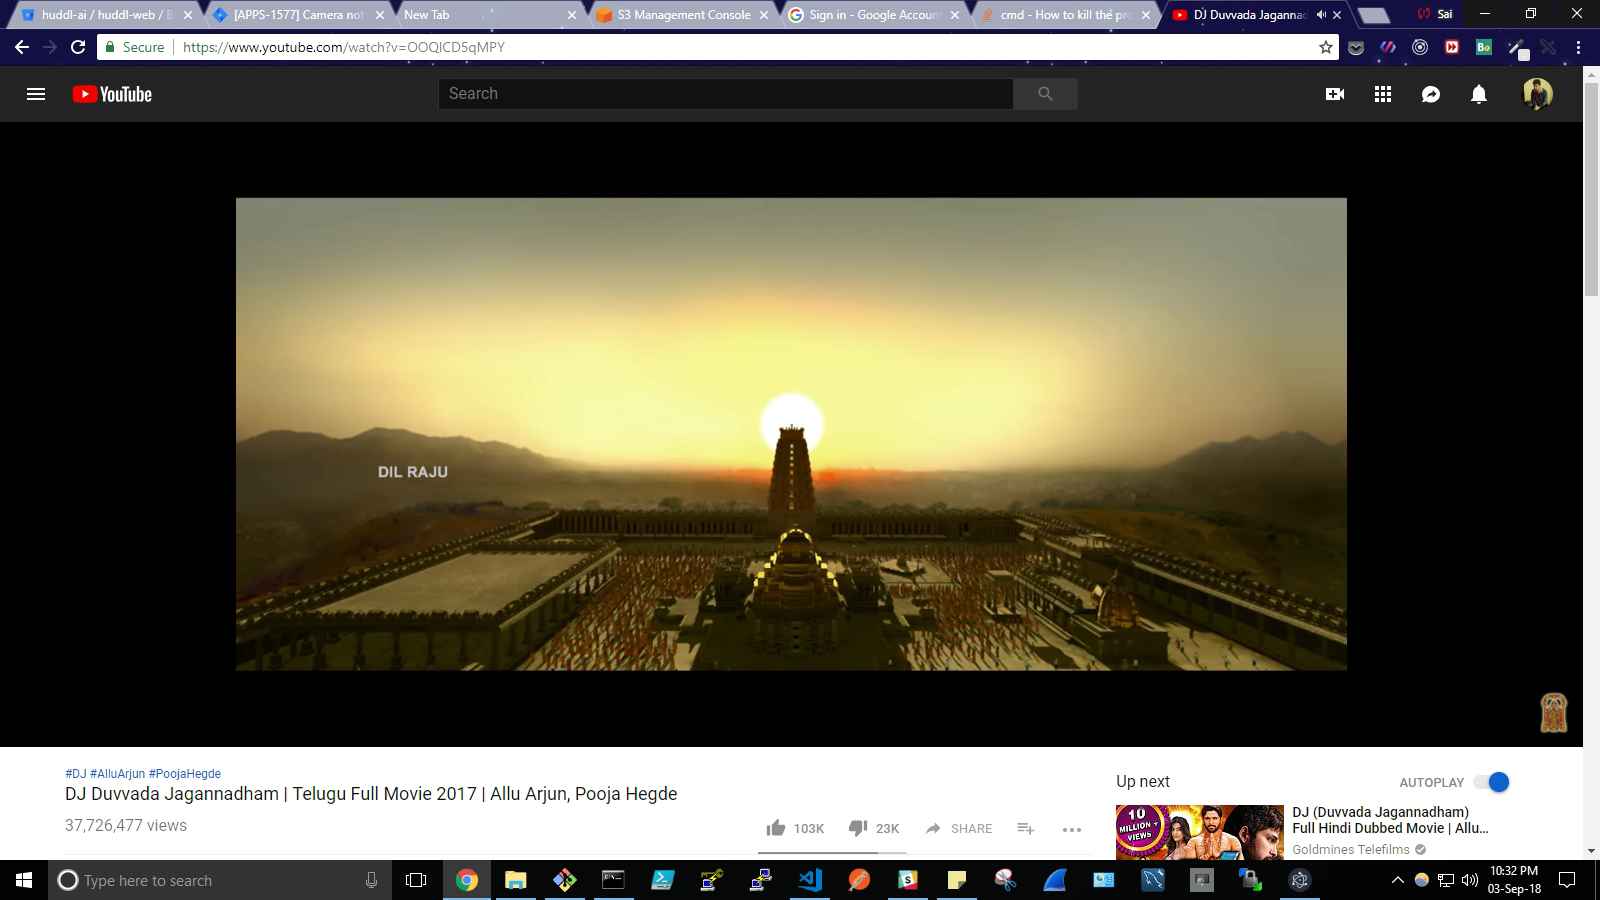 huddl-ai / huddl-web / B
[APPS-1577] Camera not
New Tab
S3 Management Console
Sign in - Google Accoun
cmd - How to kill the pro
DJ Duvvada Jagannad
Sai
Secure
https://www.youtube.com/watch?v=OOQICD5qMPY
YouTube
Search
DIL RAJU
#DJ #AlluArjun #PoojaHegde
DJ Duvvada Jagannadham | Telugu Full Movie 2017 | Allu Arjun, Pooja Hegde
37,726,477 views
103K
23K
SHARE
Up next
AUTOPLAY
10
MILLION +
VIEWS
DJ (Duvvada Jagannadham)
Full Hindi Dubbed Movie | Allu...
Goldmines Telefilms
Type here to search
10:32 PM
03-Sep-18